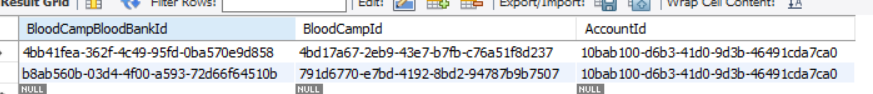 Result Grid Filter Rows: Edit: Export/Import: Wrap Cell Content: IA
BloodCampBloodBankId BloodCampId AccountId
4bb41fea-362f-4c49-95fd-0ba570e9d858 4bd17a67-2eb9-43e7-b7fb-c76a51f8d237 10bab100-d6b3-41d0-9d3b-46491cda7ca0
b8ab560b-03d4-4f00-a593-72d66f64510b 791d6770-e7bd-4192-8bd2-94787b9b7507 10bab100-d6b3-41d0-9d3b-46491cda7ca0
NULL NULL NULL